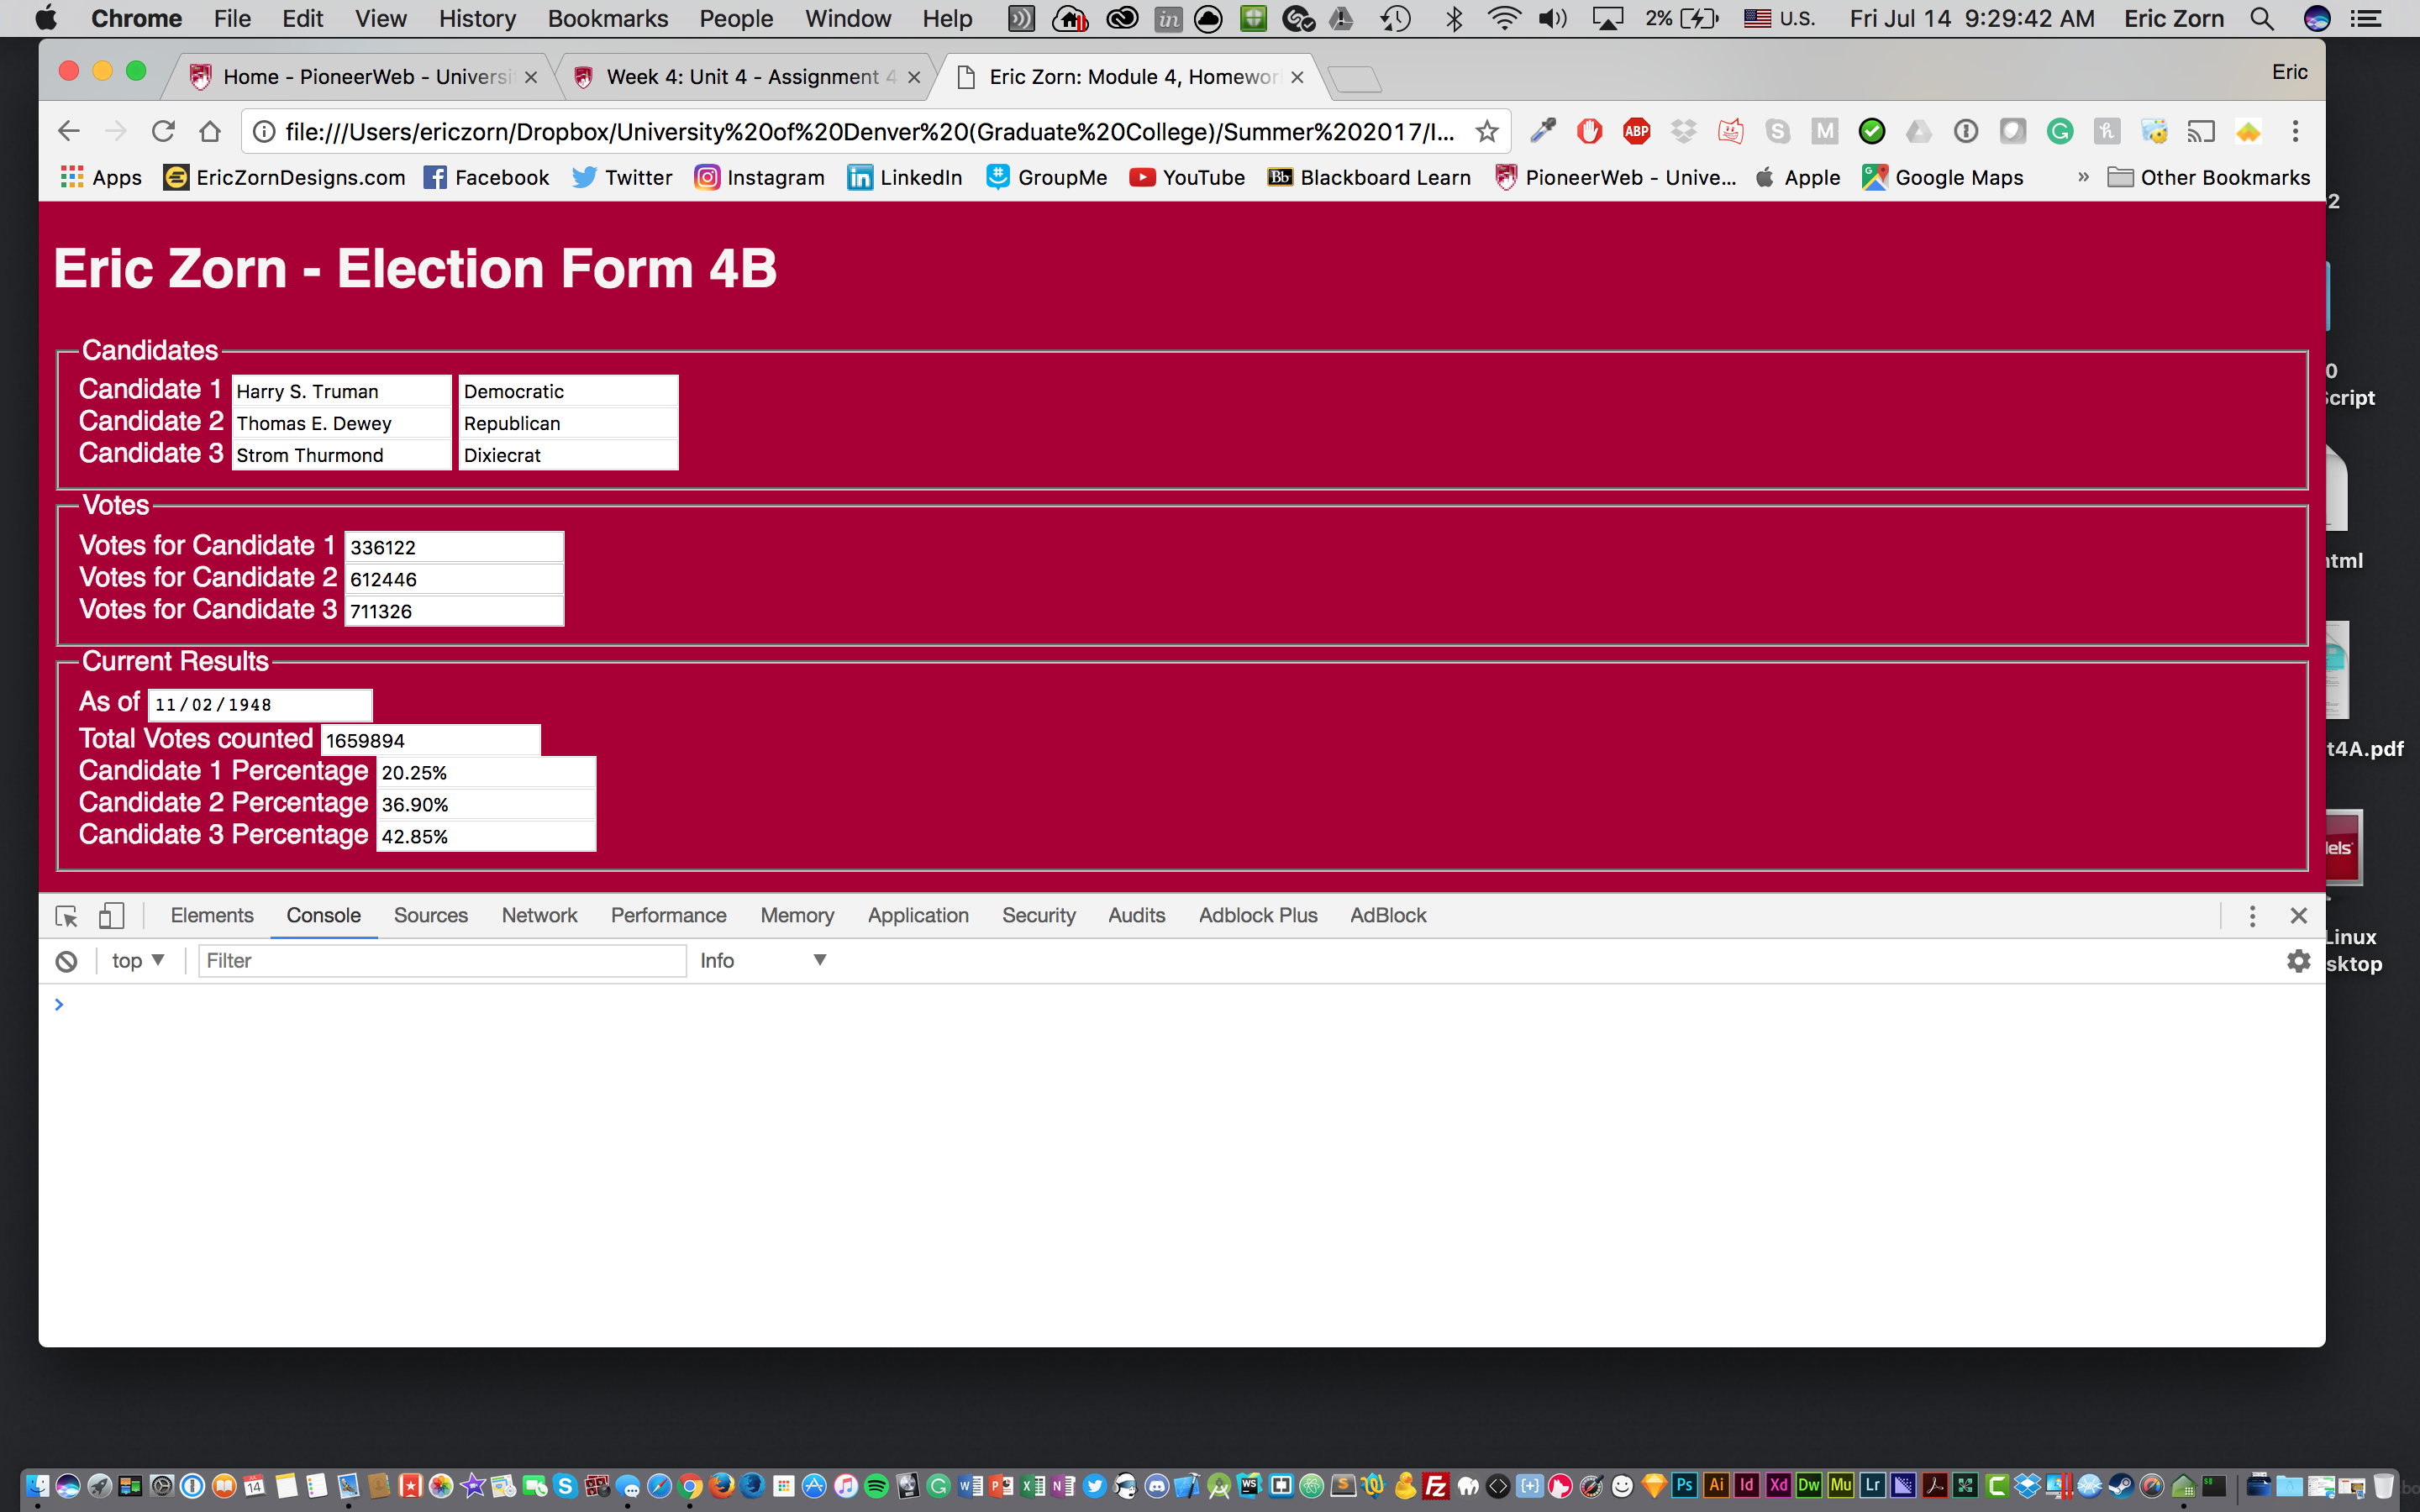 Chrome File Edit View History Bookmarks People Window Help 2% U.S. Fri Jul 14 9:29:42 AM Eric Zorn
Home - PioneerWeb - Universi Week 4: Unit 4 - Assignment 4 Eric Zorn: Module 4, Homewor Eric
file:///Users/ericzorn/Dropbox/University%20of%20Denver%20(Graduate%20College)/Summer%202017/I...
Apps EricZornDesigns.com Facebook Twitter Instagram LinkedIn GroupMe YouTube Blackboard Learn PioneerWeb - Unive... Apple Google Maps » Other Bookmarks
Eric Zorn - Election Form 4B
Candidates
Candidate 1 Harry S. Truman Democratic
Candidate 2 Thomas E. Dewey Republican
Candidate 3 Strom Thurmond Dixiecrat
Votes
Votes for Candidate 1 336122
Votes for Candidate 2 612446
Votes for Candidate 3 711326
Current Results
As of 11/02/1948
Total Votes counted 1659894
Candidate 1 Percentage 20.25%
Candidate 2 Percentage 36.90%
Candidate 3 Percentage 42.85%
Elements Console Sources Network Performance Memory Application Security Audits Adblock Plus AdBlock
top Filter Info
2
0
Script
html
t4A.pdf
lels
Linux
sktop